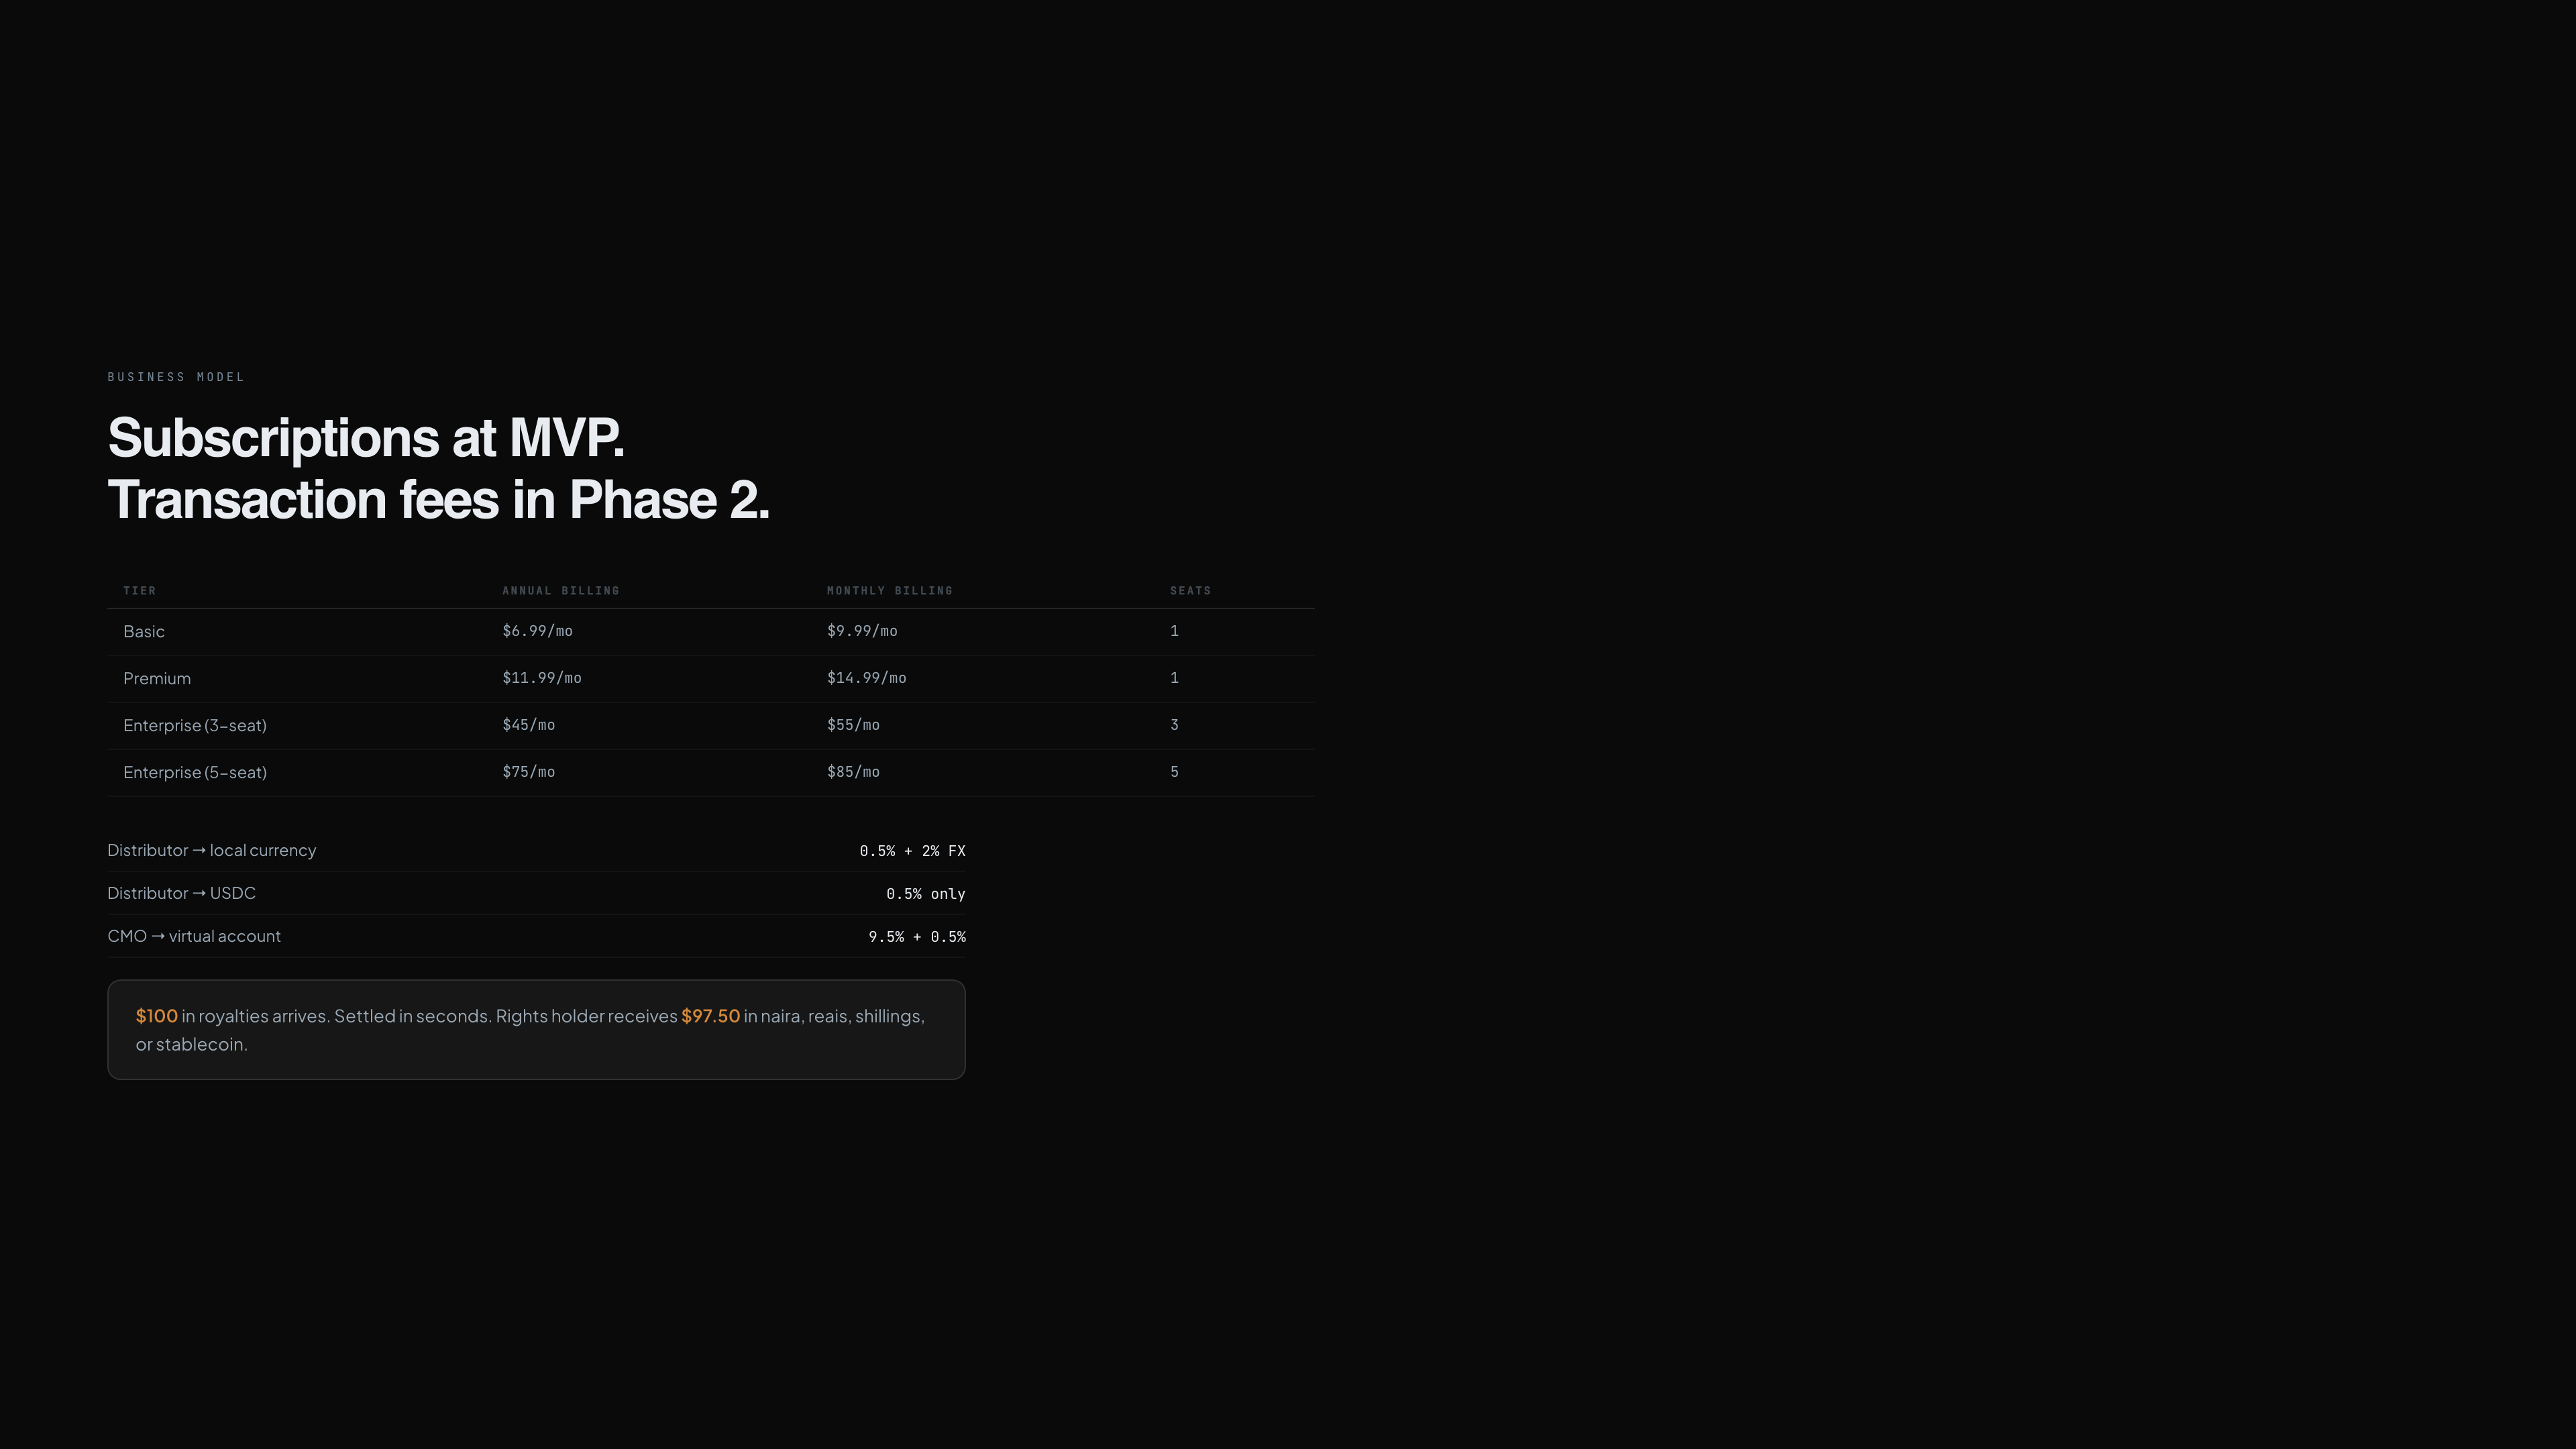 BUSINESS MODEL
Subscriptions at MVP.
Transaction fees in Phase 2.
TIER ANNUAL BILLING MONTHLY BILLING SEATS
Basic $6.99/mo $9.99/mo 1
Premium $11.99/mo $14.99/mo 1
Enterprise (3-seat) $45/mo $55/mo 3
Enterprise (5-seat) $75/mo $85/mo 5
Distributor → local currency 0.5% + 2% FX
Distributor → USDC 0.5% only
CMO → virtual account 9.5% + 0.5%
$100 in royalties arrives. Settled in seconds. Rights holder receives $97.50 in naira, reais, shillings,
or stablecoin.